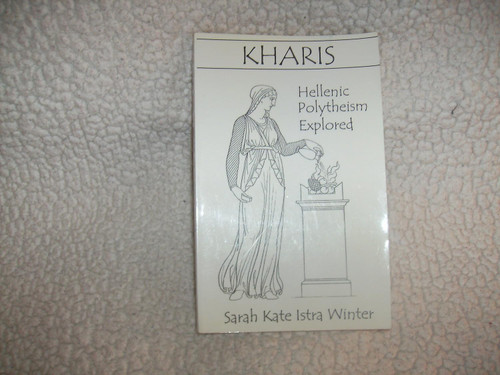 KHARIS
Hellenic
Polytheism
Explored
Sarah Kate Istra Winter